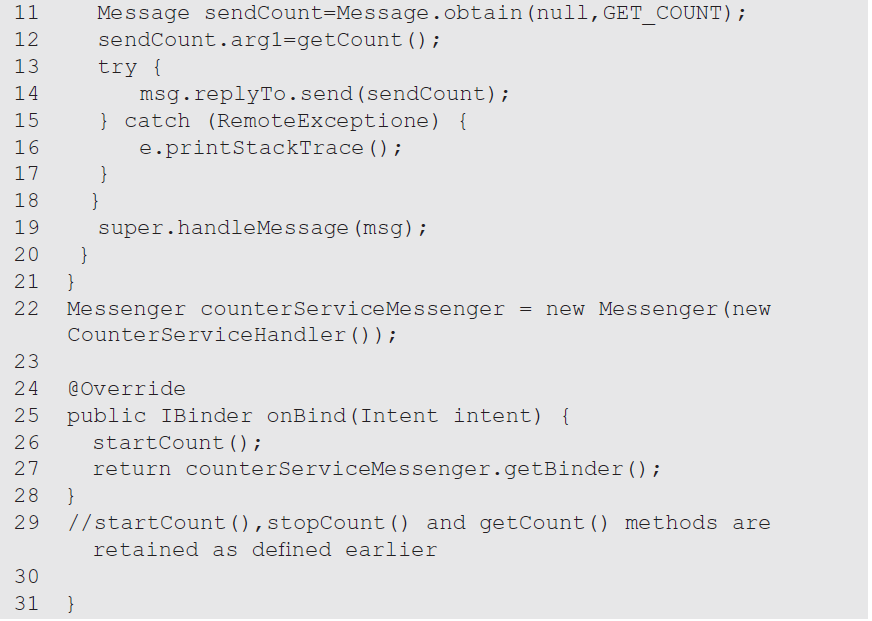 11 Message sendCount=Message.obtain(null,GET_COUNT);
12 sendCount.arg1=getCount();
13 try {
14 msg.replyTo.send(sendCount);
15 } catch (RemoteExceptione) {
16 e.printStackTrace();
17 }
18 }
19 super.handleMessage(msg);
20 }
21 }
22 Messenger counterServiceMessenger = new Messenger(new
CounterServiceHandler());
23
24 @Override
25 public IBinder onBind(Intent intent) {
26 startCount();
27 return counterServiceMessenger.getBinder();
28 }
29 //startCount(),stopCount() and getCount() methods are
retained as defined earlier
30
31 }